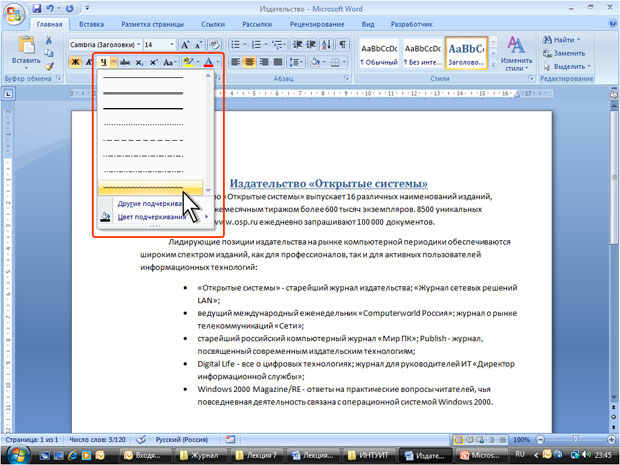 Издательство - Microsoft Word
Главная Вставка Разметка страницы Ссылки Рассылки Рецензирование Вид Разработчик
Вставить
Буфер обмена
Cambria (Заголовки) 14
Ж К Ч abc x₂ x² Aa А
Абзац
AaBbCcDc AaBbCcDc AaBbCc
¶ Обычный ¶ Без инте... Заголово...
Стили
Изменить стили
Найти
Заменить
Выделить
Редактирование
Другие подчеркива
Цвет подчеркивания
Издательство «Открытые системы»
во «Открытые системы» выпускает 16 различных наименований изданий,
жемесячным тиражом более 600 тысяч экземпляров. 8500 уникальных
www.osp.ru ежедневно запрашивают 100 000 документов.
Лидирующие позиции издательства на рынке компьютерной периодики обеспечиваются
широким спектром изданий, как для профессионалов, так и для активных пользователей
информационных технологий:
• «Открытые системы» - старейший журнал издательства; «Журнал сетевых решений
LAN»;
• ведущий международный еженедельник «Computerworld Россия»; журнал о рынке
телекоммуникаций «Сети»;
• старейший российский компьютерный журнал «Мир ПК»; Publish - журнал,
посвященный современным издательским технологиям;
• Digital Life - все о цифровых технологиях; журнал для руководителей ИТ «Директор
информационной службы»;
• Windows 2000 Magazine/RE - ответы на практические вопросы читателей, чья
повседневная деятельность связана с операционной системой Windows 2000.
Страница: 1 из 1 Число слов: 3/120 Русский (Россия) 100%
Входя... Журнал Лекция 7 Лекция... ИНТУИТ Издате... Micros... RU 23:45